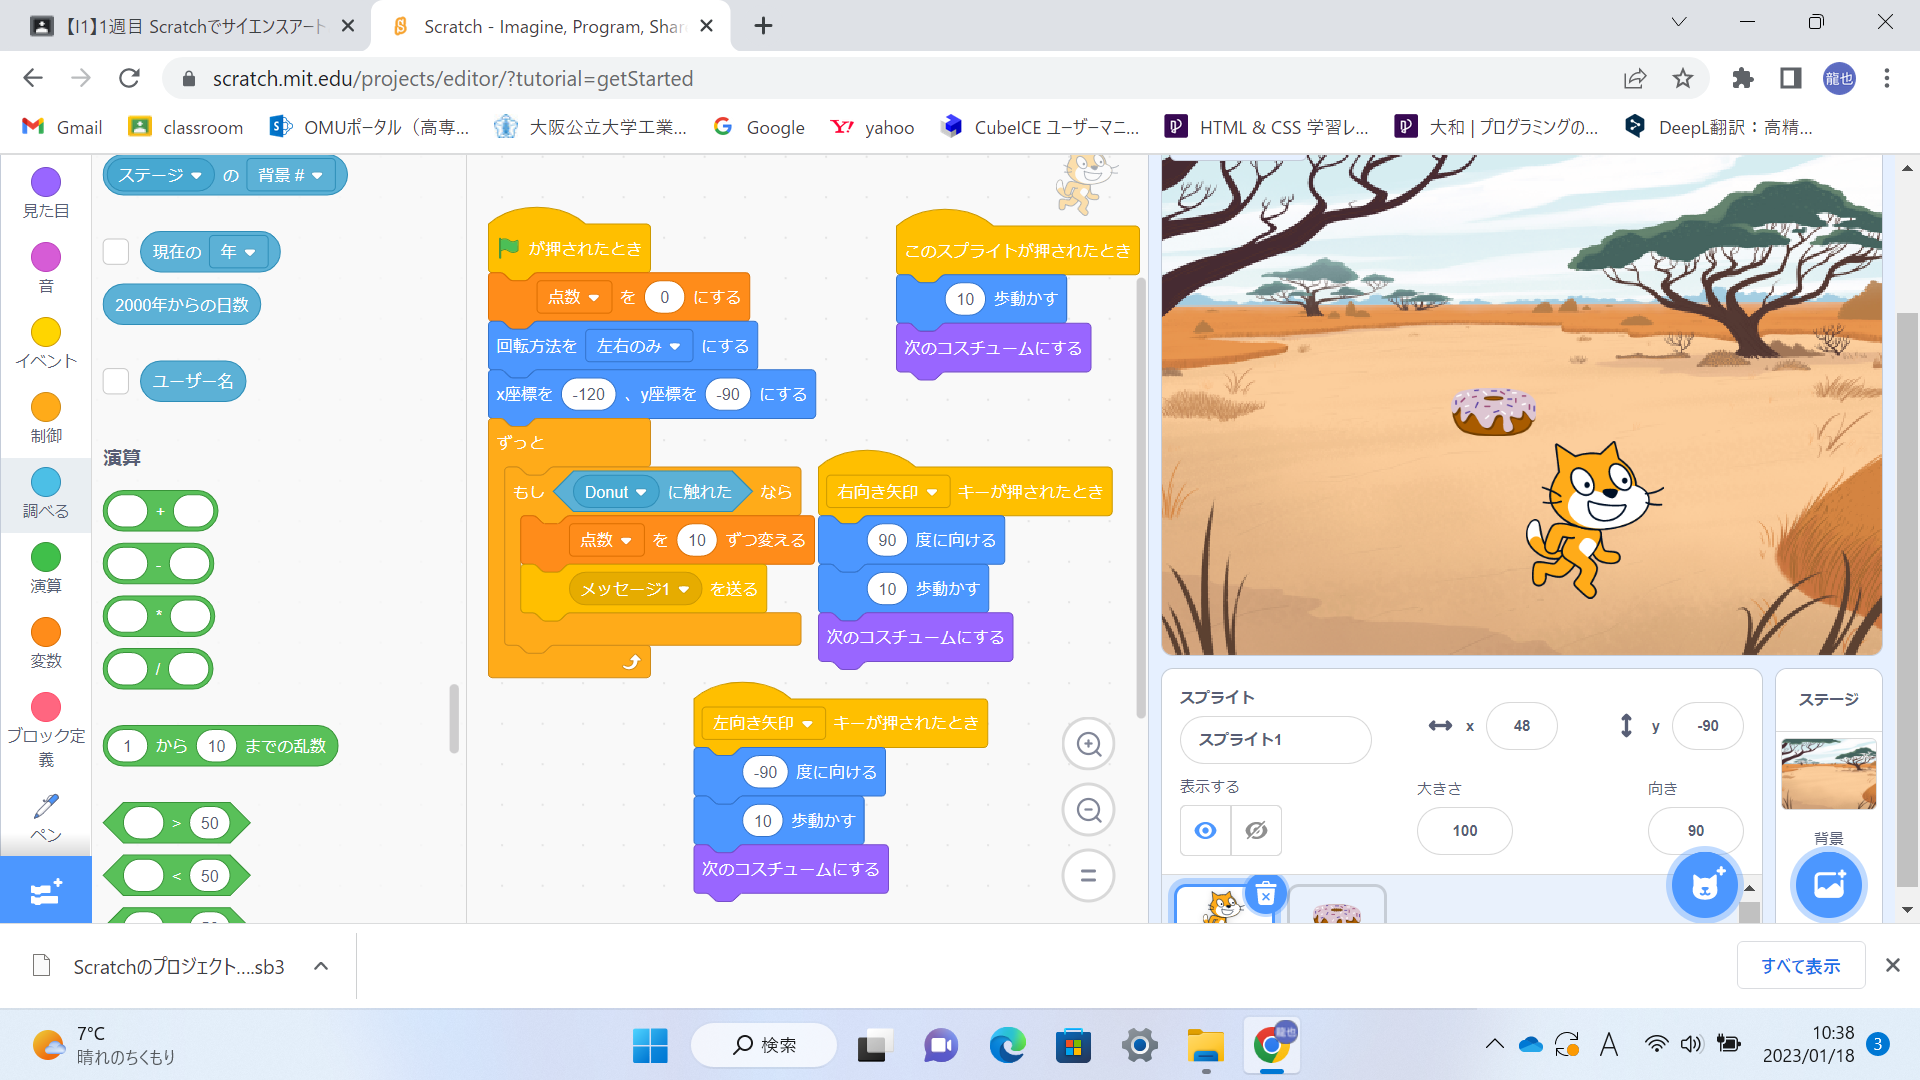 【I1】1週目 Scratchでサイエンスアート
Scratch - Imagine, Program, Shar
scratch.mit.edu/projects/editor/?tutorial=getStarted
龍也
Gmail
classroom
OMUポータル（高専...
大阪公立大学工業...
Google
yahoo
CubeICE ユーザーマニ...
HTML & CSS 学習レ...
大和 | プログラミングの...
DeepL翻訳：高精...
見た目
音
イベント
制御
調べる
演算
変数
ブロック定義
ペン
ステージ の 背景 #
現在の 年
2000年からの日数
ユーザー名
演算
+
-
*
/
1 から 10 までの乱数
> 50
< 50
が押されたとき
点数 を 0 にする
回転方法を 左右のみ にする
x座標を -120 、y座標を -90 にする
ずっと
もし Donut に触れた なら
点数 を 10 ずつ変える
メッセージ1 を送る
このスプライトが押されたとき
10 歩動かす
次のコスチュームにする
右向き矢印 キーが押されたとき
90 度に向ける
10 歩動かす
次のコスチュームにする
左向き矢印 キーが押されたとき
-90 度に向ける
10 歩動かす
次のコスチュームにする
スプライト
スプライト1
x 48
y -90
表示する
大きさ
100
向き
90
ステージ
背景
Scratchのプロジェクト....sb3
すべて表示
7°C
晴れのちくもり
検索
龍也
A
10:38
2023/01/18
3